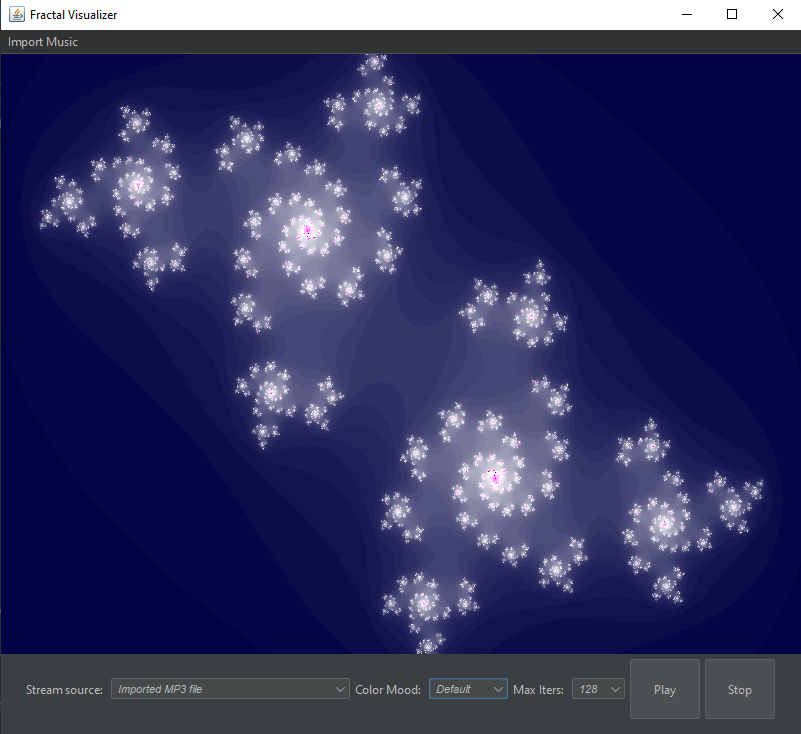 Fractal Visualizer
Import Music
Stream source: Imported MP3 file Color Mood: Default Max Iters: 128 Play Stop